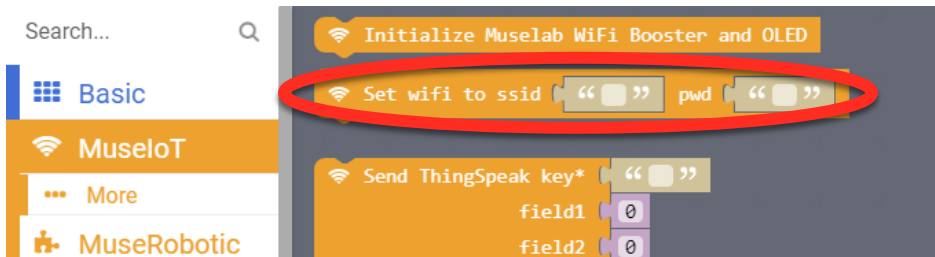 Search...
Basic
MuseIoT
More
MuseRobotic
Initialize Muselab WiFi Booster and OLED
Set wifi to ssid “ ” pwd “ ”
Send ThingSpeak key* “ ”
field1 0
field2 0